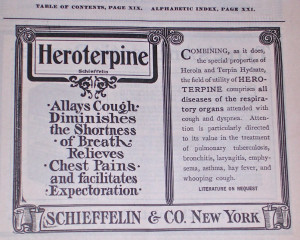 TABLE OF CONTENTS, PAGE XIX. ALPHABETIC INDEX, PAGE XXI.
Heroterpine
Schieffelin
·Allays Cough·
Diminishes
the Shortness
of Breath,
Relieves
·Chest Pains·
and facilitates
·Expectoration·
COMBINING, as it does,
the special properties of
Heroin and Terpin Hydrate,
the field of utility of HERO-
TERPINE comprises all
diseases of the respira-
tory organs attended with
cough and dyspnœa. Atten-
tion is particularly directed
to its value in the treatment
of pulmonary tuberculosis,
bronchitis, laryngitis, emphy-
sema, asthma, hay fever, and
whooping cough.
LITERATURE ON REQUEST
SCHIEFFELIN & CO. NEW YORK